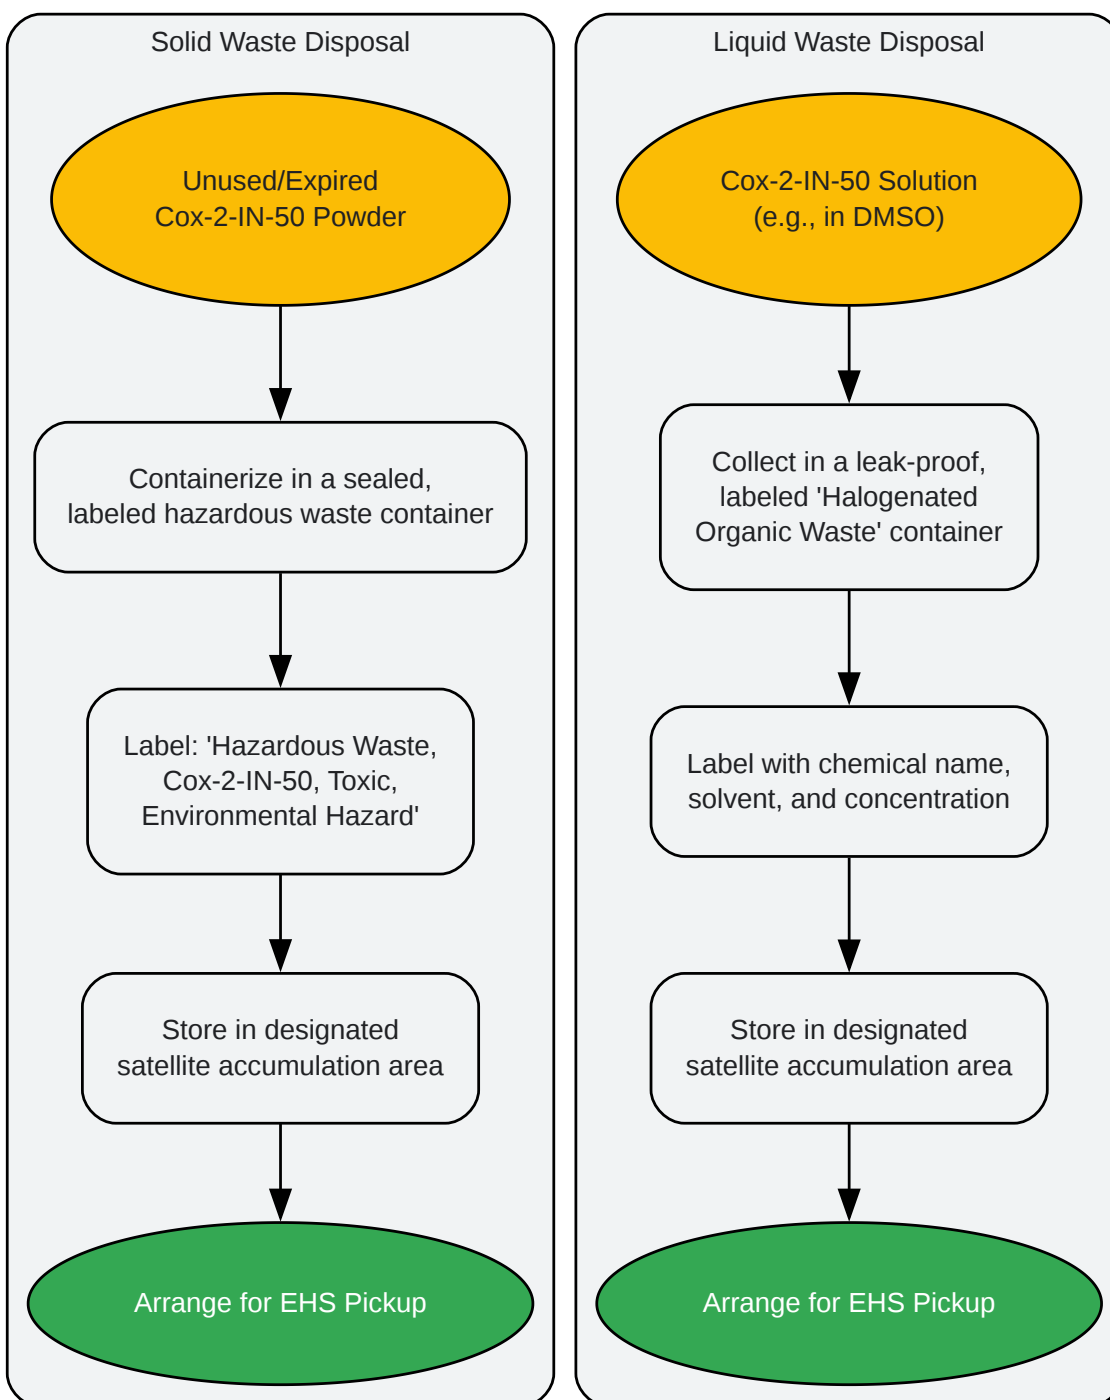 Solid Waste Disposal
Unused/Expired
Cox-2-IN-50 Powder
Containerize in a sealed,
labeled hazardous waste container
Label: 'Hazardous Waste,
Cox-2-IN-50, Toxic,
Environmental Hazard'
Store in designated
satellite accumulation area
Arrange for EHS Pickup
Liquid Waste Disposal
Cox-2-IN-50 Solution
(e.g., in DMSO)
Collect in a leak-proof,
labeled 'Halogenated
Organic Waste' container
Label with chemical name,
solvent, and concentration
Store in designated
satellite accumulation area
Arrange for EHS Pickup